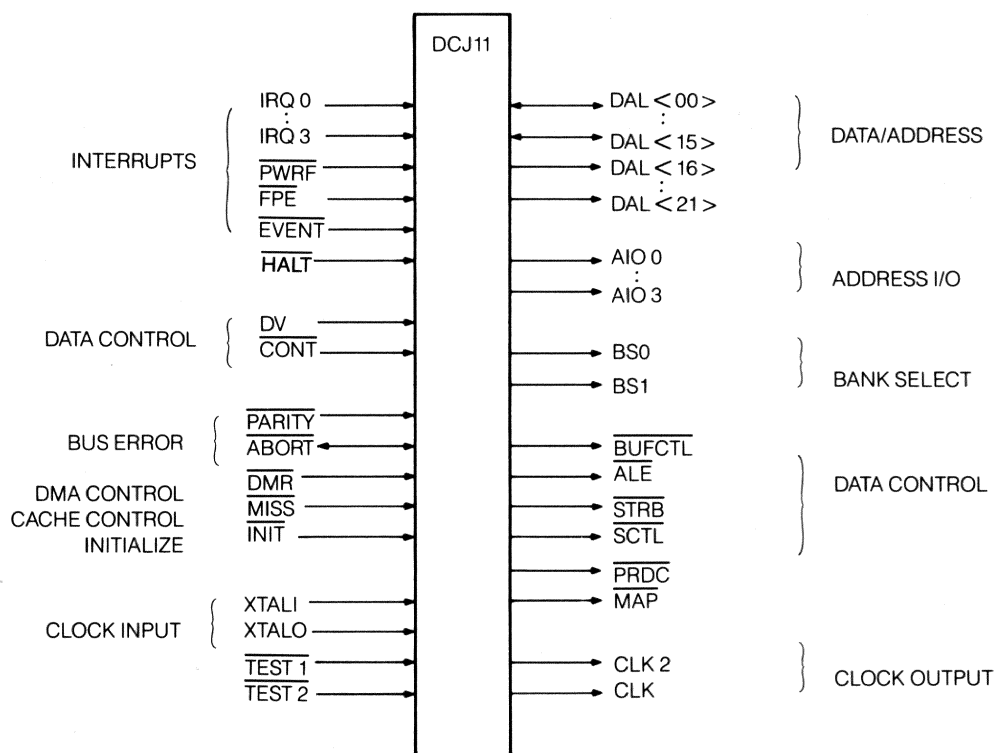 DCJ11
INTERRUPTS
IRQ 0
:
IRQ 3
PWRF
FPE
EVENT
HALT
DATA CONTROL
DV
CONT
BUS ERROR
PARITY
ABORT
DMA CONTROL
DMR
CACHE CONTROL
MISS
INITIALIZE
INIT
CLOCK INPUT
XTALI
XTALO
TEST 1
TEST 2
DAL <00>
:
DAL <15>
DAL <16>
:
DAL <21>
DATA/ADDRESS
AIO 0
:
AIO 3
ADDRESS I/O
BS0
BS1
BANK SELECT
BUFCTL
ALE
STRB
SCTL
DATA CONTROL
PRDC
MAP
CLK 2
CLK
CLOCK OUTPUT